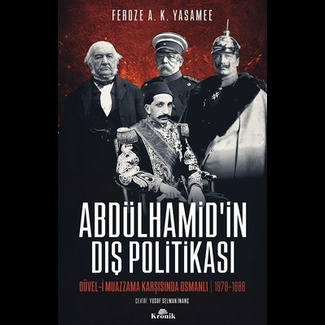 FEROZE A. K. YASAMEE
ABDÜLHAMİD'İN
DIŞ POLİTİKASI
DÜVEL-İ MUAZZAMA KARŞISINDA OSMANLI | 1878-1888
ÇEVİRİ: YUSUF SELMAN İNANÇ
Kronik